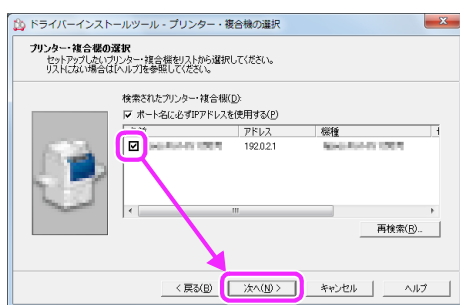 ドライバーインストールツール - プリンター・複合機の選択
プリンター・複合機の選択
セットアップしたいプリンター・複合機をリストから選択してください。
リストにない場合は[ヘルプ]を参照してください。
検索されたプリンター・複合機(D):
ポート名に必ずIPアドレスを使用する(P)
アドレス 機種
192.0.2.1
再検索(R)...
< 戻る(B) 次へ(N) > キャンセル ヘルプ